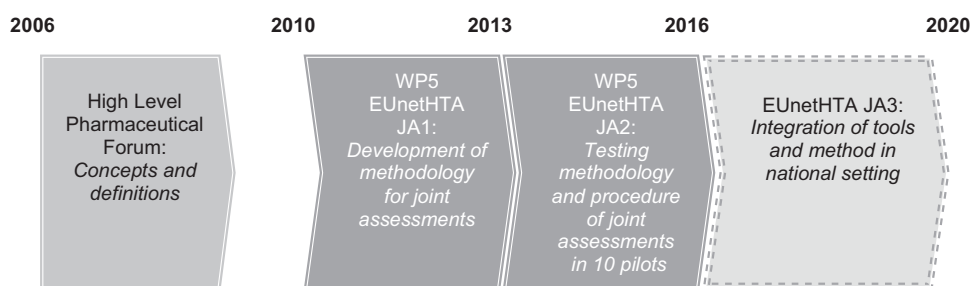 2006 2010 2013 2016 2020
High Level
Pharmaceutical
Forum:
Concepts and
definitions
WP5
EUnetHTA
JA1:
Development of
methodology
for joint
assessments
WP5
EUnetHTA
JA2:
Testing
methodology
and procedure
of joint
assessments
in 10 pilots
EUnetHTA JA3:
Integration of tools
and method in
national setting